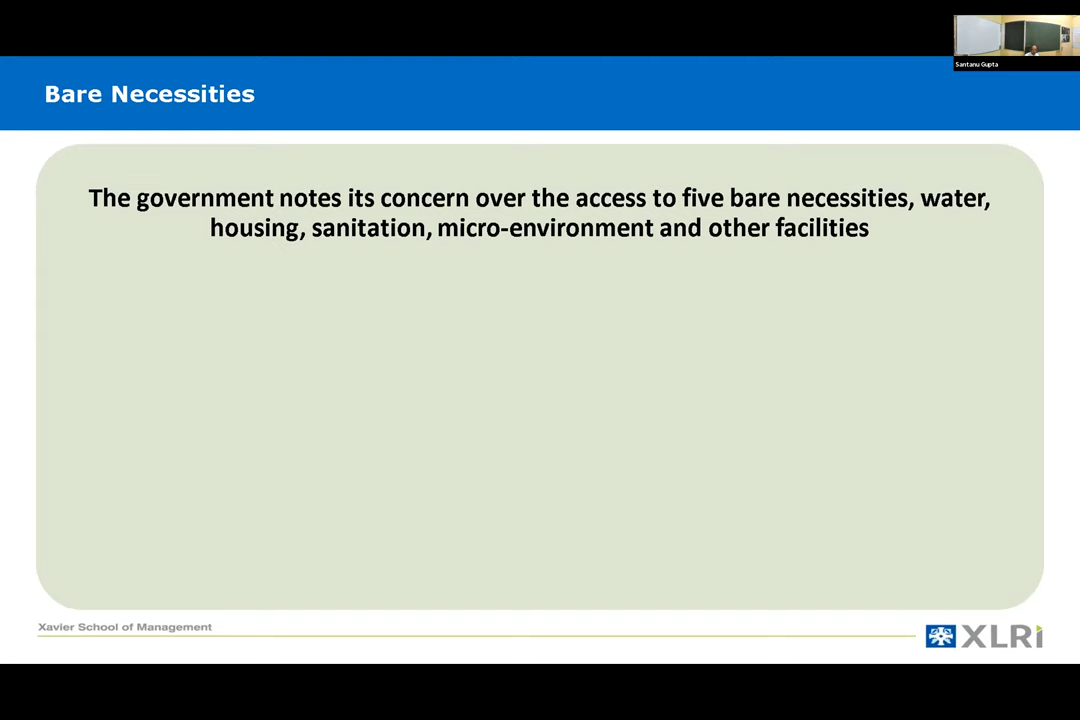 Santanu Gupta
Bare Necessities
The government notes its concern over the access to five bare necessities, water,
housing, sanitation, micro-environment and other facilities
Xavier School of Management
XLRi